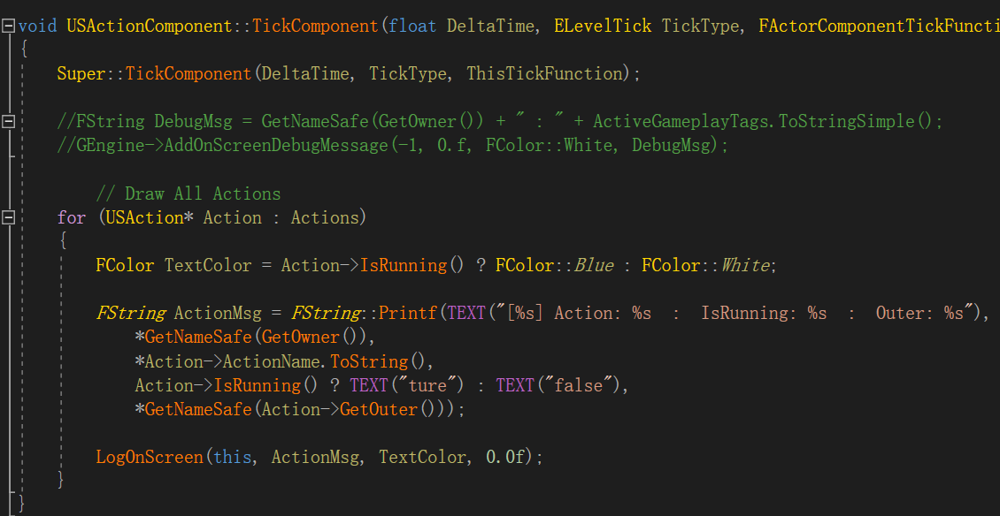 void USActionComponent::TickComponent(float DeltaTime, ELevelTick TickType, FActorComponentTickFuncti
{
Super::TickComponent(DeltaTime, TickType, ThisTickFunction);
//FString DebugMsg = GetNameSafe(GetOwner()) + " : " + ActiveGameplayTags.ToStringSimple();
//GEngine->AddOnScreenDebugMessage(-1, 0.f, FColor::White, DebugMsg);
// Draw All Actions
for (USAction* Action : Actions)
{
FColor TextColor = Action->IsRunning() ? FColor::Blue : FColor::White;
FString ActionMsg = FString::Printf(TEXT("[%s] Action: %s  :  IsRunning: %s  :  Outer: %s"),
*GetNameSafe(GetOwner()),
*Action->ActionName.ToString(),
Action->IsRunning() ? TEXT("ture") : TEXT("false"),
*GetNameSafe(Action->GetOuter()));
LogOnScreen(this, ActionMsg, TextColor, 0.0f);
}
}